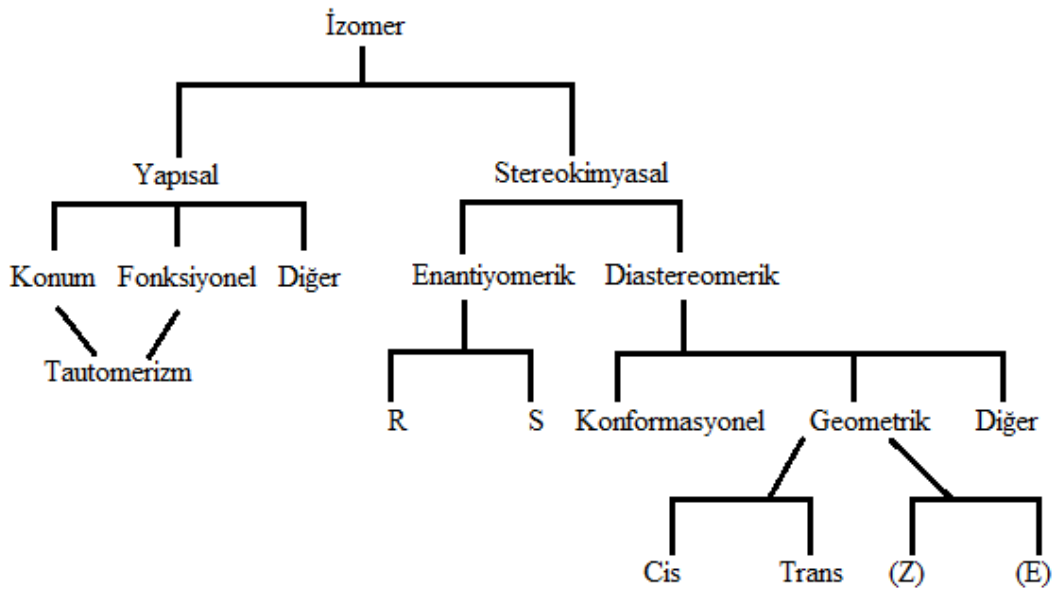 İzomer
Yapısal Stereokimyasal
Konum Fonksiyonel Diğer Enantiyomerik Diastereomerik
Tautomerizm
R S Konformasyonel Geometrik Diğer
Cis Trans (Z) (E)